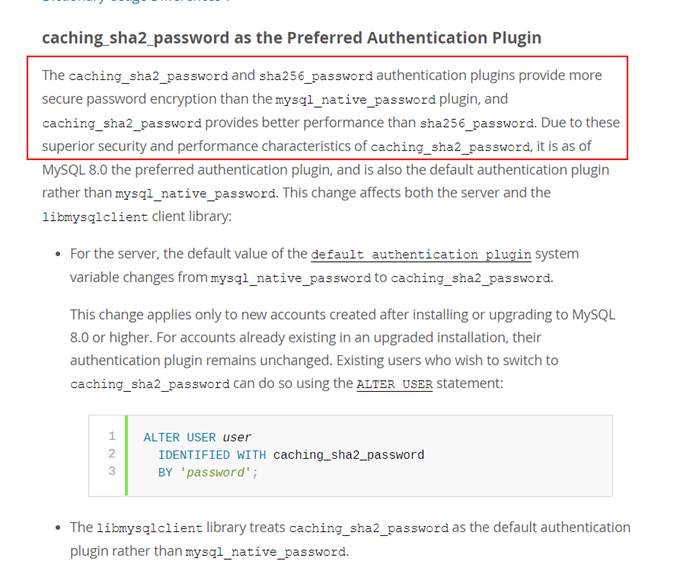 caching_sha2_password as the Preferred Authentication Plugin
The caching_sha2_password and sha256_password authentication plugins provide more
secure password encryption than the mysql_native_password plugin, and
caching_sha2_password provides better performance than sha256_password. Due to these
superior security and performance characteristics of caching_sha2_password, it is as of
MySQL 8.0 the preferred authentication plugin, and is also the default authentication plugin
rather than mysql_native_password. This change affects both the server and the
libmysqlclient client library:
• For the server, the default value of the default_authentication_plugin system
variable changes from mysql_native_password to caching_sha2_password.
This change applies only to new accounts created after installing or upgrading to MySQL
8.0 or higher. For accounts already existing in an upgraded installation, their
authentication plugin remains unchanged. Existing users who wish to switch to
caching_sha2_password can do so using the ALTER USER statement:
1 ALTER USER user
2 IDENTIFIED WITH caching_sha2_password
3 BY 'password';
• The libmysqlclient library treats caching_sha2_password as the default authentication
plugin rather than mysql_native_password.